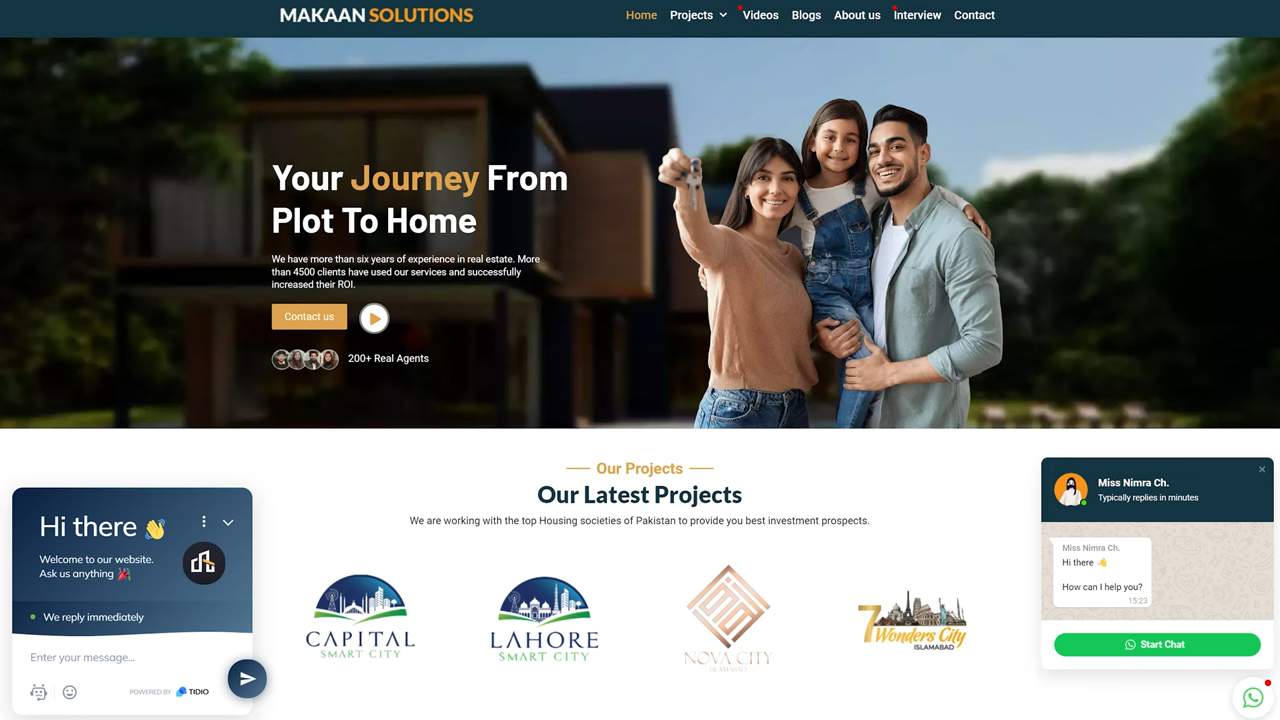 MAKAAN SOLUTIONS
Home Projects Videos Blogs About us Interview Contact
Your Journey From
Plot To Home
We have more than six years of experience in real estate. More
than 4500 clients have used our services and successfully
increased their ROI.
Contact us
200+ Real Agents
Our Projects
Our Latest Projects
We are working with the top Housing societies of Pakistan to provide you best investment prospects.
CAPITAL
SMART CITY
LAHORE
SMART CITY
NOVA CITY
ISLAMABAD
7 Wonders City
ISLAMABAD
Hi there 👋
Welcome to our website.
Ask us anything 🎉
We reply immediately
Enter your message...
POWERED BY TIDIO
Miss Nimra Ch.
Typically replies in minutes
×
Miss Nimra Ch.
Hi there 👋
How can I help you?
15:23
Start Chat